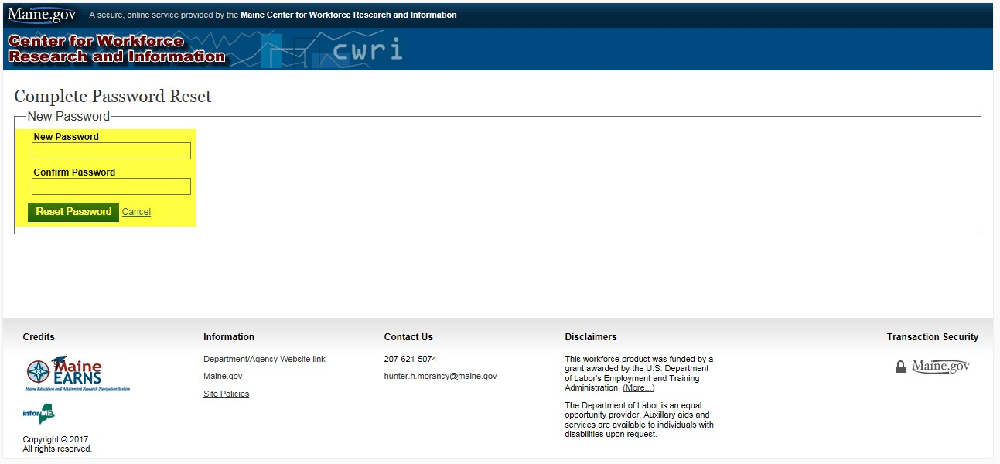 Maine.gov A secure, online service provided by the Maine Center for Workforce Research and Information
Center for Workforce
Research and Information
cwri
Complete Password Reset
New Password
New Password
Confirm Password
Reset Password Cancel
Credits
Maine
EARNS
Maine Education and Attainment Research Navigation System
inforME
Copyright © 2017
All rights reserved.
Information
Department/Agency Website link
Maine.gov
Site Policies
Contact Us
207-621-5074
hunter.h.morancy@maine.gov
Disclaimers
This workforce product was funded by a
grant awarded by the U.S. Department
of Labor's Employment and Training
Administration. (More...)
The Department of Labor is an equal
opportunity provider. Auxillary aids and
services are available to individuals with
disabilities upon request.
Transaction Security
Maine.gov